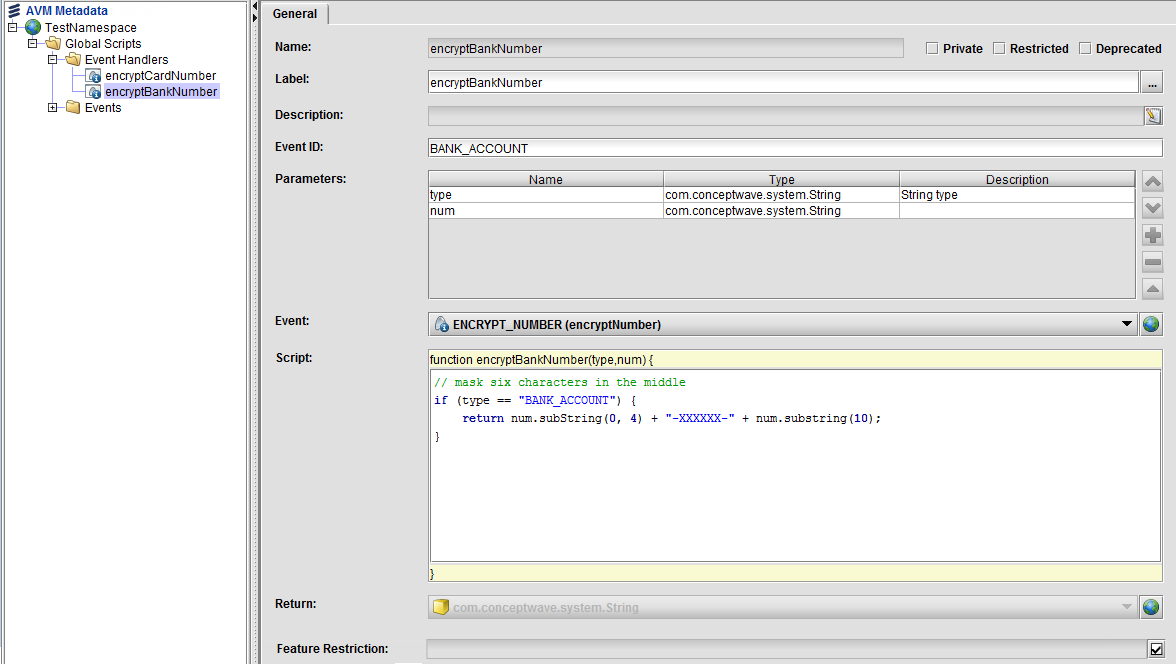 AVM Metadata
TestNamespace
Global Scripts
Event Handlers
encryptCardNumber
encryptBankNumber
Events
General
Name: encryptBankNumber Private Restricted Deprecated
Label: encryptBankNumber ...
Description:
Event ID: BANK_ACCOUNT
Parameters: Name Type Description
type com.conceptwave.system.String String type
num com.conceptwave.system.String
Event: ENCRYPT_NUMBER (encryptNumber)
Script: function encryptBankNumber(type,num) {
// mask six characters in the middle
if (type == "BANK_ACCOUNT") {
return num.subString(0, 4) + "-XXXXXX-" + num.substring(10);
}
}
Return: com.conceptwave.system.String
Feature Restriction: